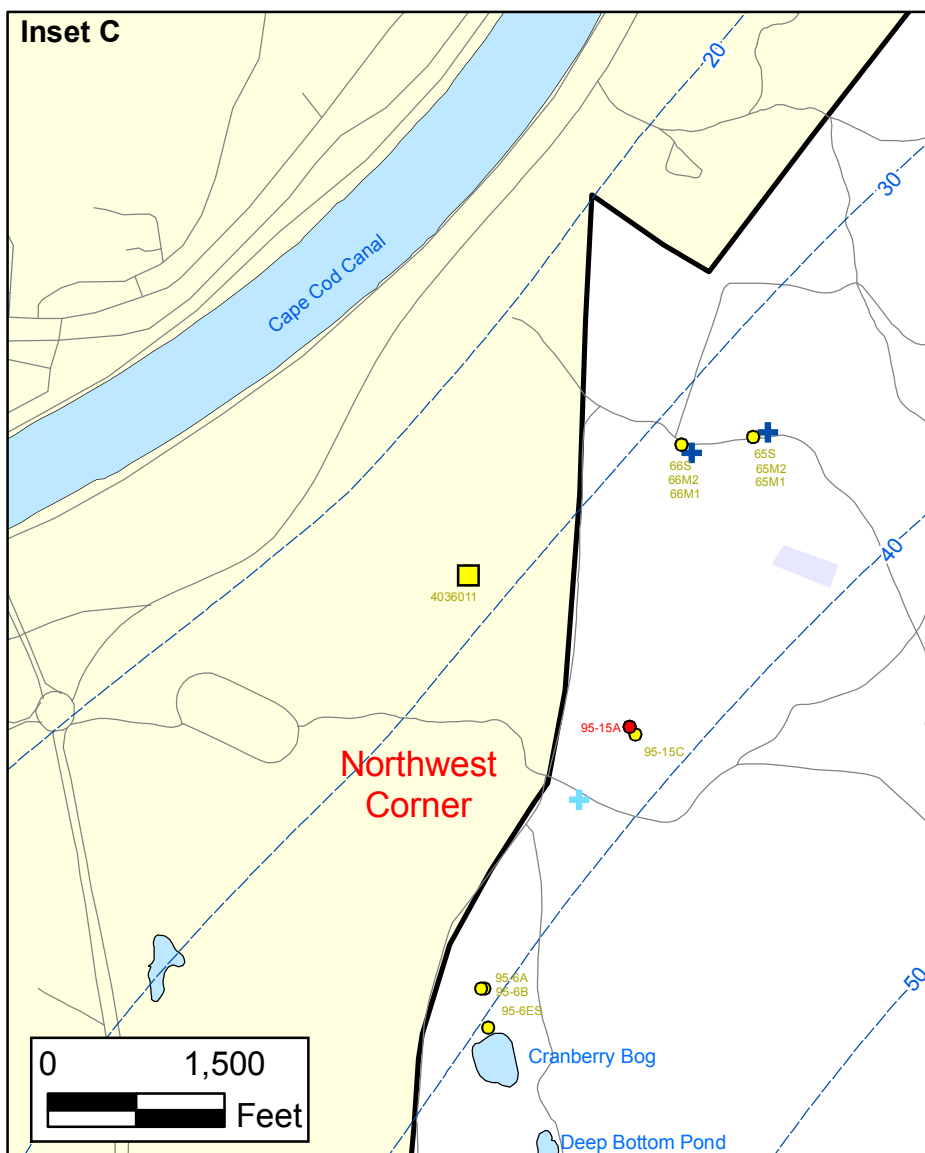 Inset C
20
30
Cape Cod Canal
66S
66M2
66M1
65S
65M2
65M1
40
4036011
95-15A
95-15C
Northwest
Corner
95-6A
95-6B
95-6ES
50
Cranberry Bog
Deep Bottom Pond
0 1,500
Feet